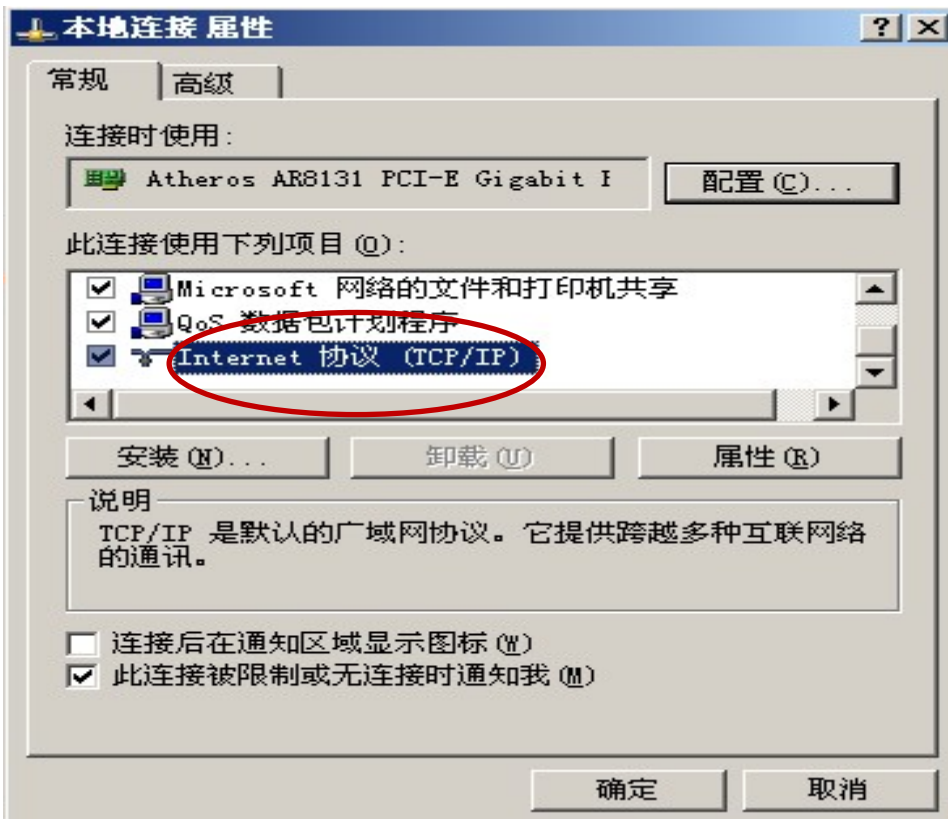 本地连接 属性
常规
高级
连接时使用:
Atheros AR8131 PCI-E Gigabit E
配置(C)...
此连接使用下列项目(O):
Microsoft 网络的文件和打印机共享
QoS 数据包计划程序
Internet 协议 (TCP/IP)
安装(N)...
卸载(U)
属性(R)
说明
TCP/IP 是默认的广域网协议。它提供跨越多种互联网络
的通讯。
连接后在通知区域显示图标(W)
此连接被限制或无连接时通知我(M)
确定
取消